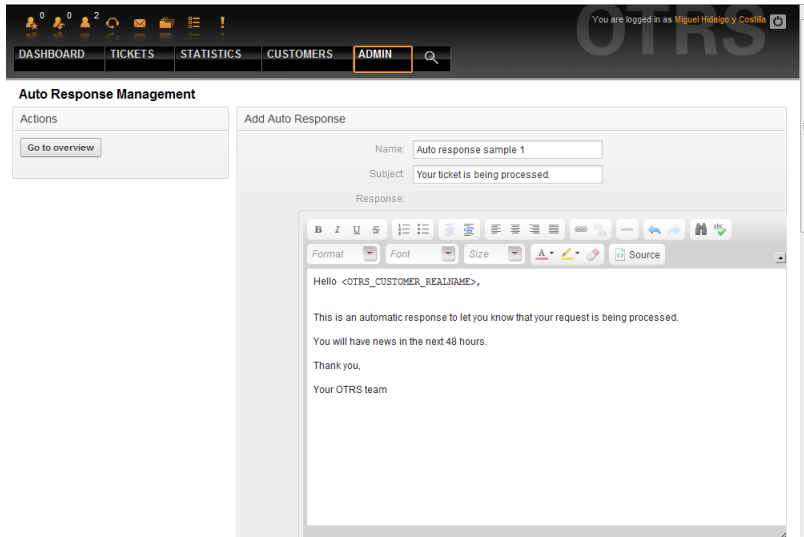 0 0 2
You are logged in as Miguel Hidalgo y Costilla
OTRS
DASHBOARD TICKETS STATISTICS CUSTOMERS ADMIN
Auto Response Management
Actions
Go to overview
Add Auto Response
Name: Auto response sample 1
Subject: Your ticket is being processed.
Response:
B I U S
abc
Format Font Size A Source
Hello <OTRS_CUSTOMER_REALNAME>,
This is an automatic response to let you know that your request is being processed.
You will have news in the next 48 hours.
Thank you,
Your OTRS team